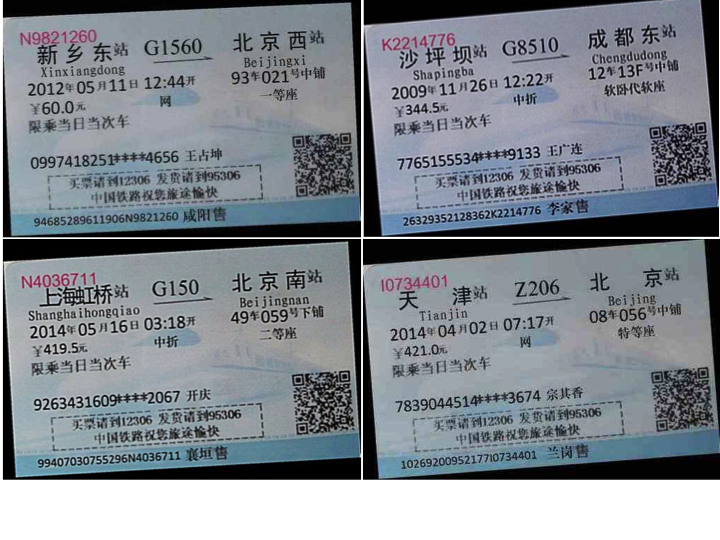 N9821260
新乡东站 G1560 北京西站
Xinxiangdong Beijingxi
2012年05月11日 12:44开 93车021号中铺
¥60.0元 网 一等座
限乘当日当次车
0997418251****4656 王占坤
买票请到12306 发货请到95306
中国铁路祝您旅途愉快
94685289611906N9821260 咸阳售
K2214776
沙坪坝站 G8510 成都东站
Shapingba Chengdudong
2009年11月26日 12:22开 12车13F号中铺
¥344.5元 中折 软卧代软座
限乘当日当次车
7765155534****9133 王广连
买票请到12306 发货请到95306
中国铁路祝您旅途愉快
26329352128362K2214776 李家售
N4036711
上海虹桥站 G150 北京南站
Shanghaihongqiao Beijingnan
2014年05月16日 03:18开 49车059号下铺
¥419.5元 中折 二等座
限乘当日当次车
9263431609****2067 开庆
买票请到12306 发货请到95306
中国铁路祝您旅途愉快
99407030755296N4036711 襄垣售
I0734401
天津站 Z206 北京站
Tianjin Beijing
2014年04月02日 07:17开 08车056号中铺
¥421.0元 网 特等座
限乘当日当次车
7839044514****3674 宗其香
买票请到12306 发货请到95306
中国铁路祝您旅途愉快
10269200952177I0734401 兰岗售